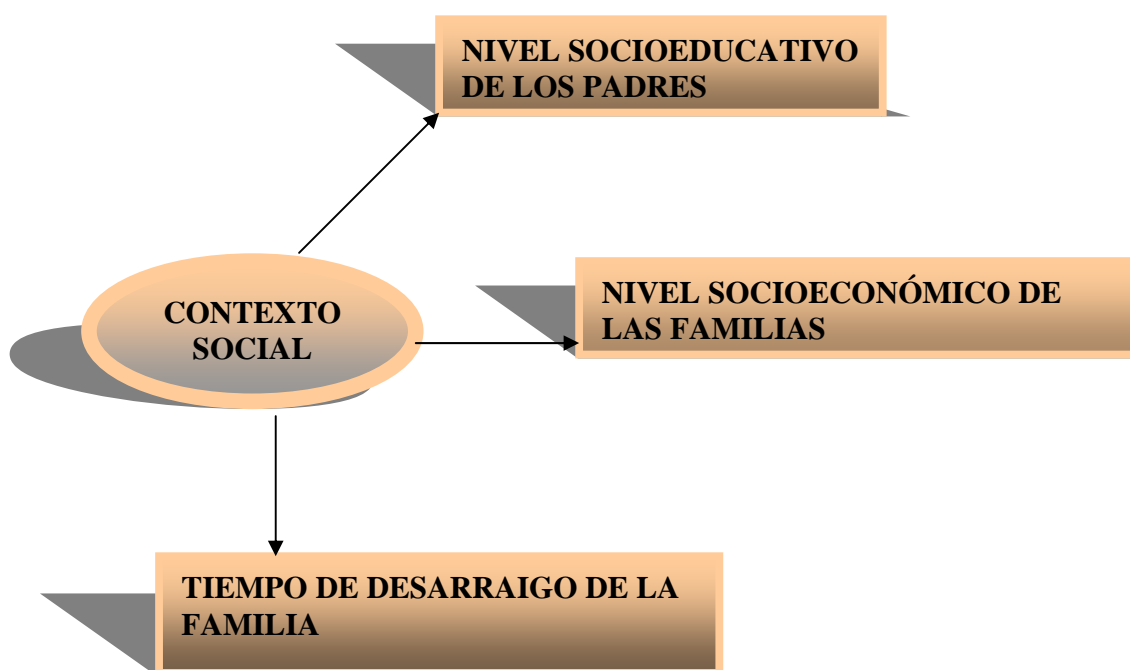 NIVEL SOCIOEDUCATIVO
DE LOS PADRES
CONTEXTO
SOCIAL
NIVEL SOCIOECONÓMICO DE
LAS FAMILIAS
TIEMPO DE DESARRAIGO DE LA
FAMILIA